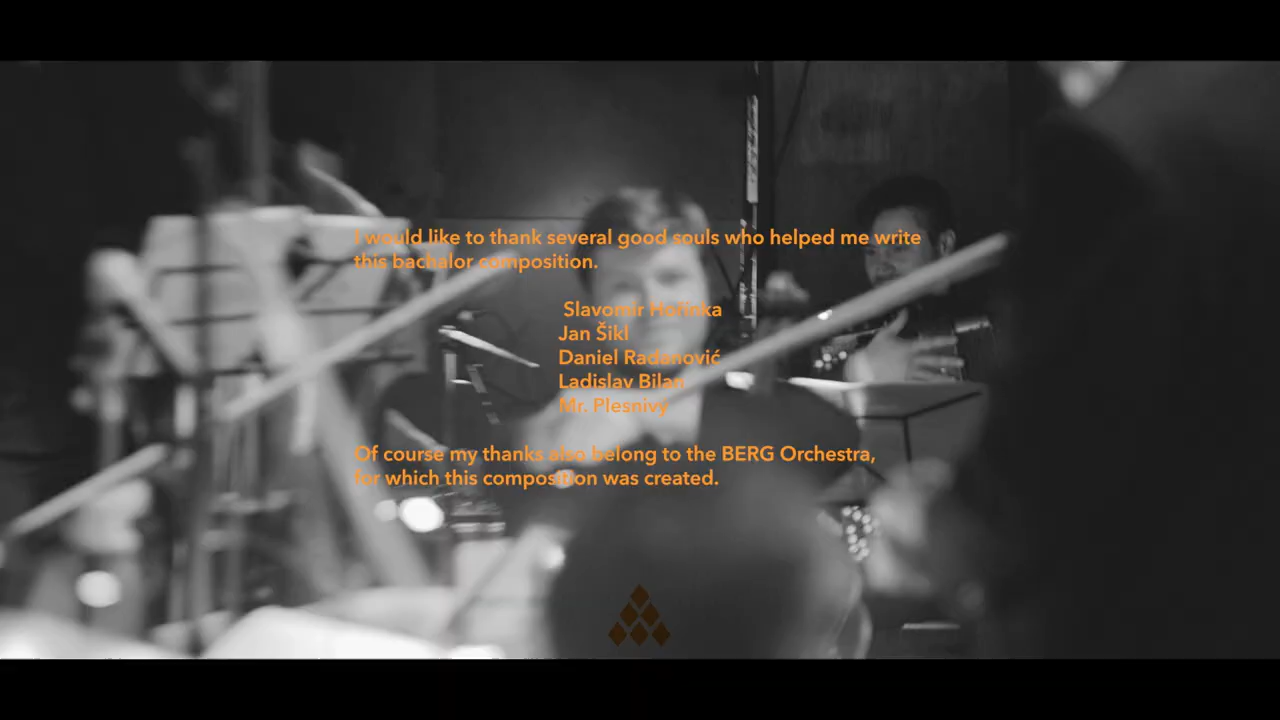 I would like to thank several good souls who helped me write
this bachalor composition.
Slavomír Hořínka
Jan Šikl
Daniel Radanović
Ladislav Bilan
Mr. Plesnivý
Of course my thanks also belong to the BERG Orchestra,
for which this composition was created.